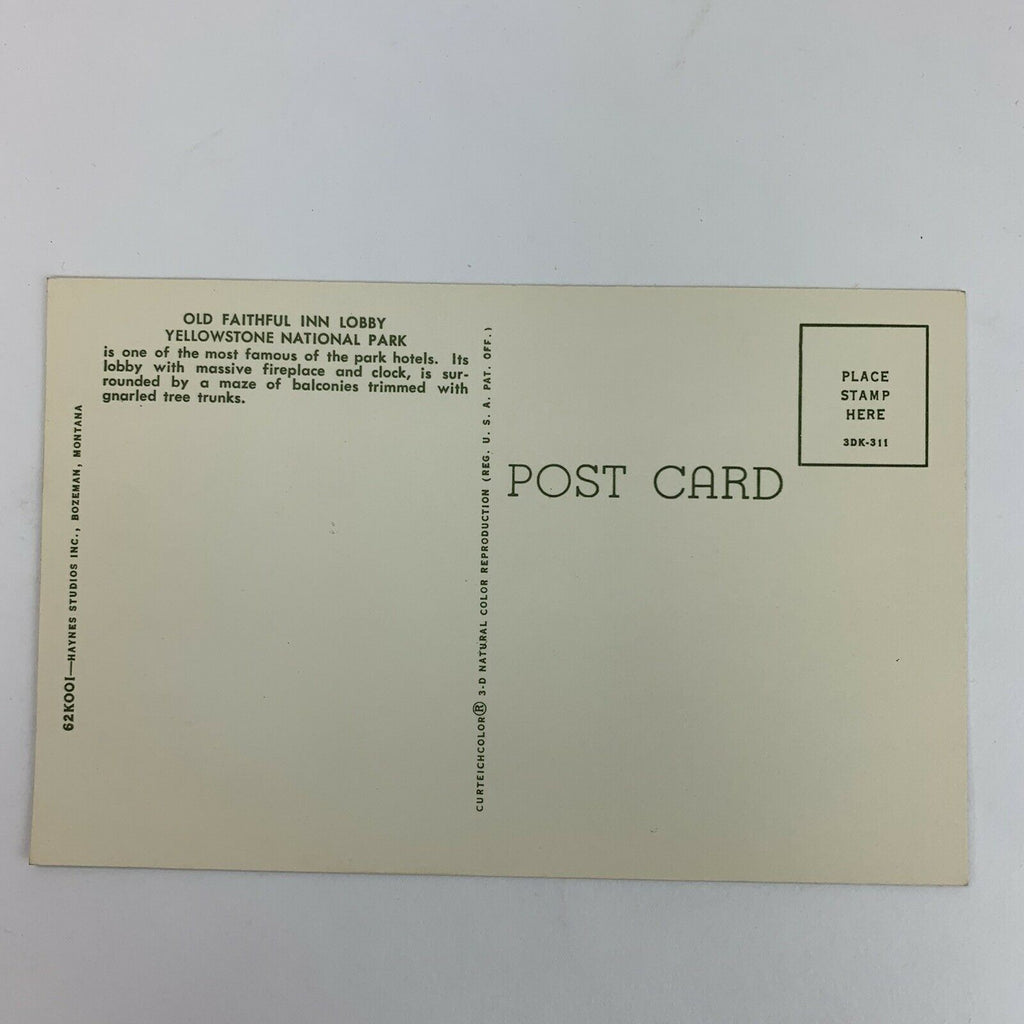 OLD FAITHFUL INN LOBBY
YELLOWSTONE NATIONAL PARK
is one of the most famous of the park hotels. Its
lobby with massive fireplace and clock, is sur-
rounded by a maze of balconies trimmed with
gnarled tree trunks.
62K001—HAYNES STUDIOS INC., BOZEMAN, MONTANA
CURTEICHCOLOR® 3-D NATURAL COLOR REPRODUCTION (REG. U. S. A. PAT. OFF.)
POST CARD
PLACE
STAMP
HERE
3DK-311